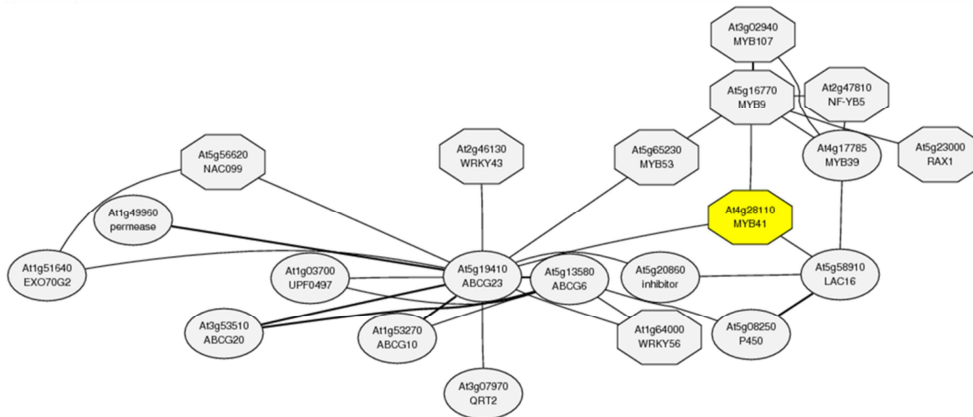 At3g02940
MYB107
At5g16770
MYB9
At2g47810
NF-YB5
At5g56620
NAC099
At2g46130
WRKY43
At5g65230
MYB53
At4g17785
MYB39
At5g23000
RAX1
At1g49960
permease
At4g28110
MYB41
At1g51640
EXO70G2
At1g03700
UPF0497
At5g19410
ABCG23
At5g13580
ABCG6
At5g20860
inhibitor
At5g58910
LAC16
At3g53510
ABCG20
At1g53270
ABCG10
At1g64000
WRKY56
At5g08250
P450
At3g07970
QRT2